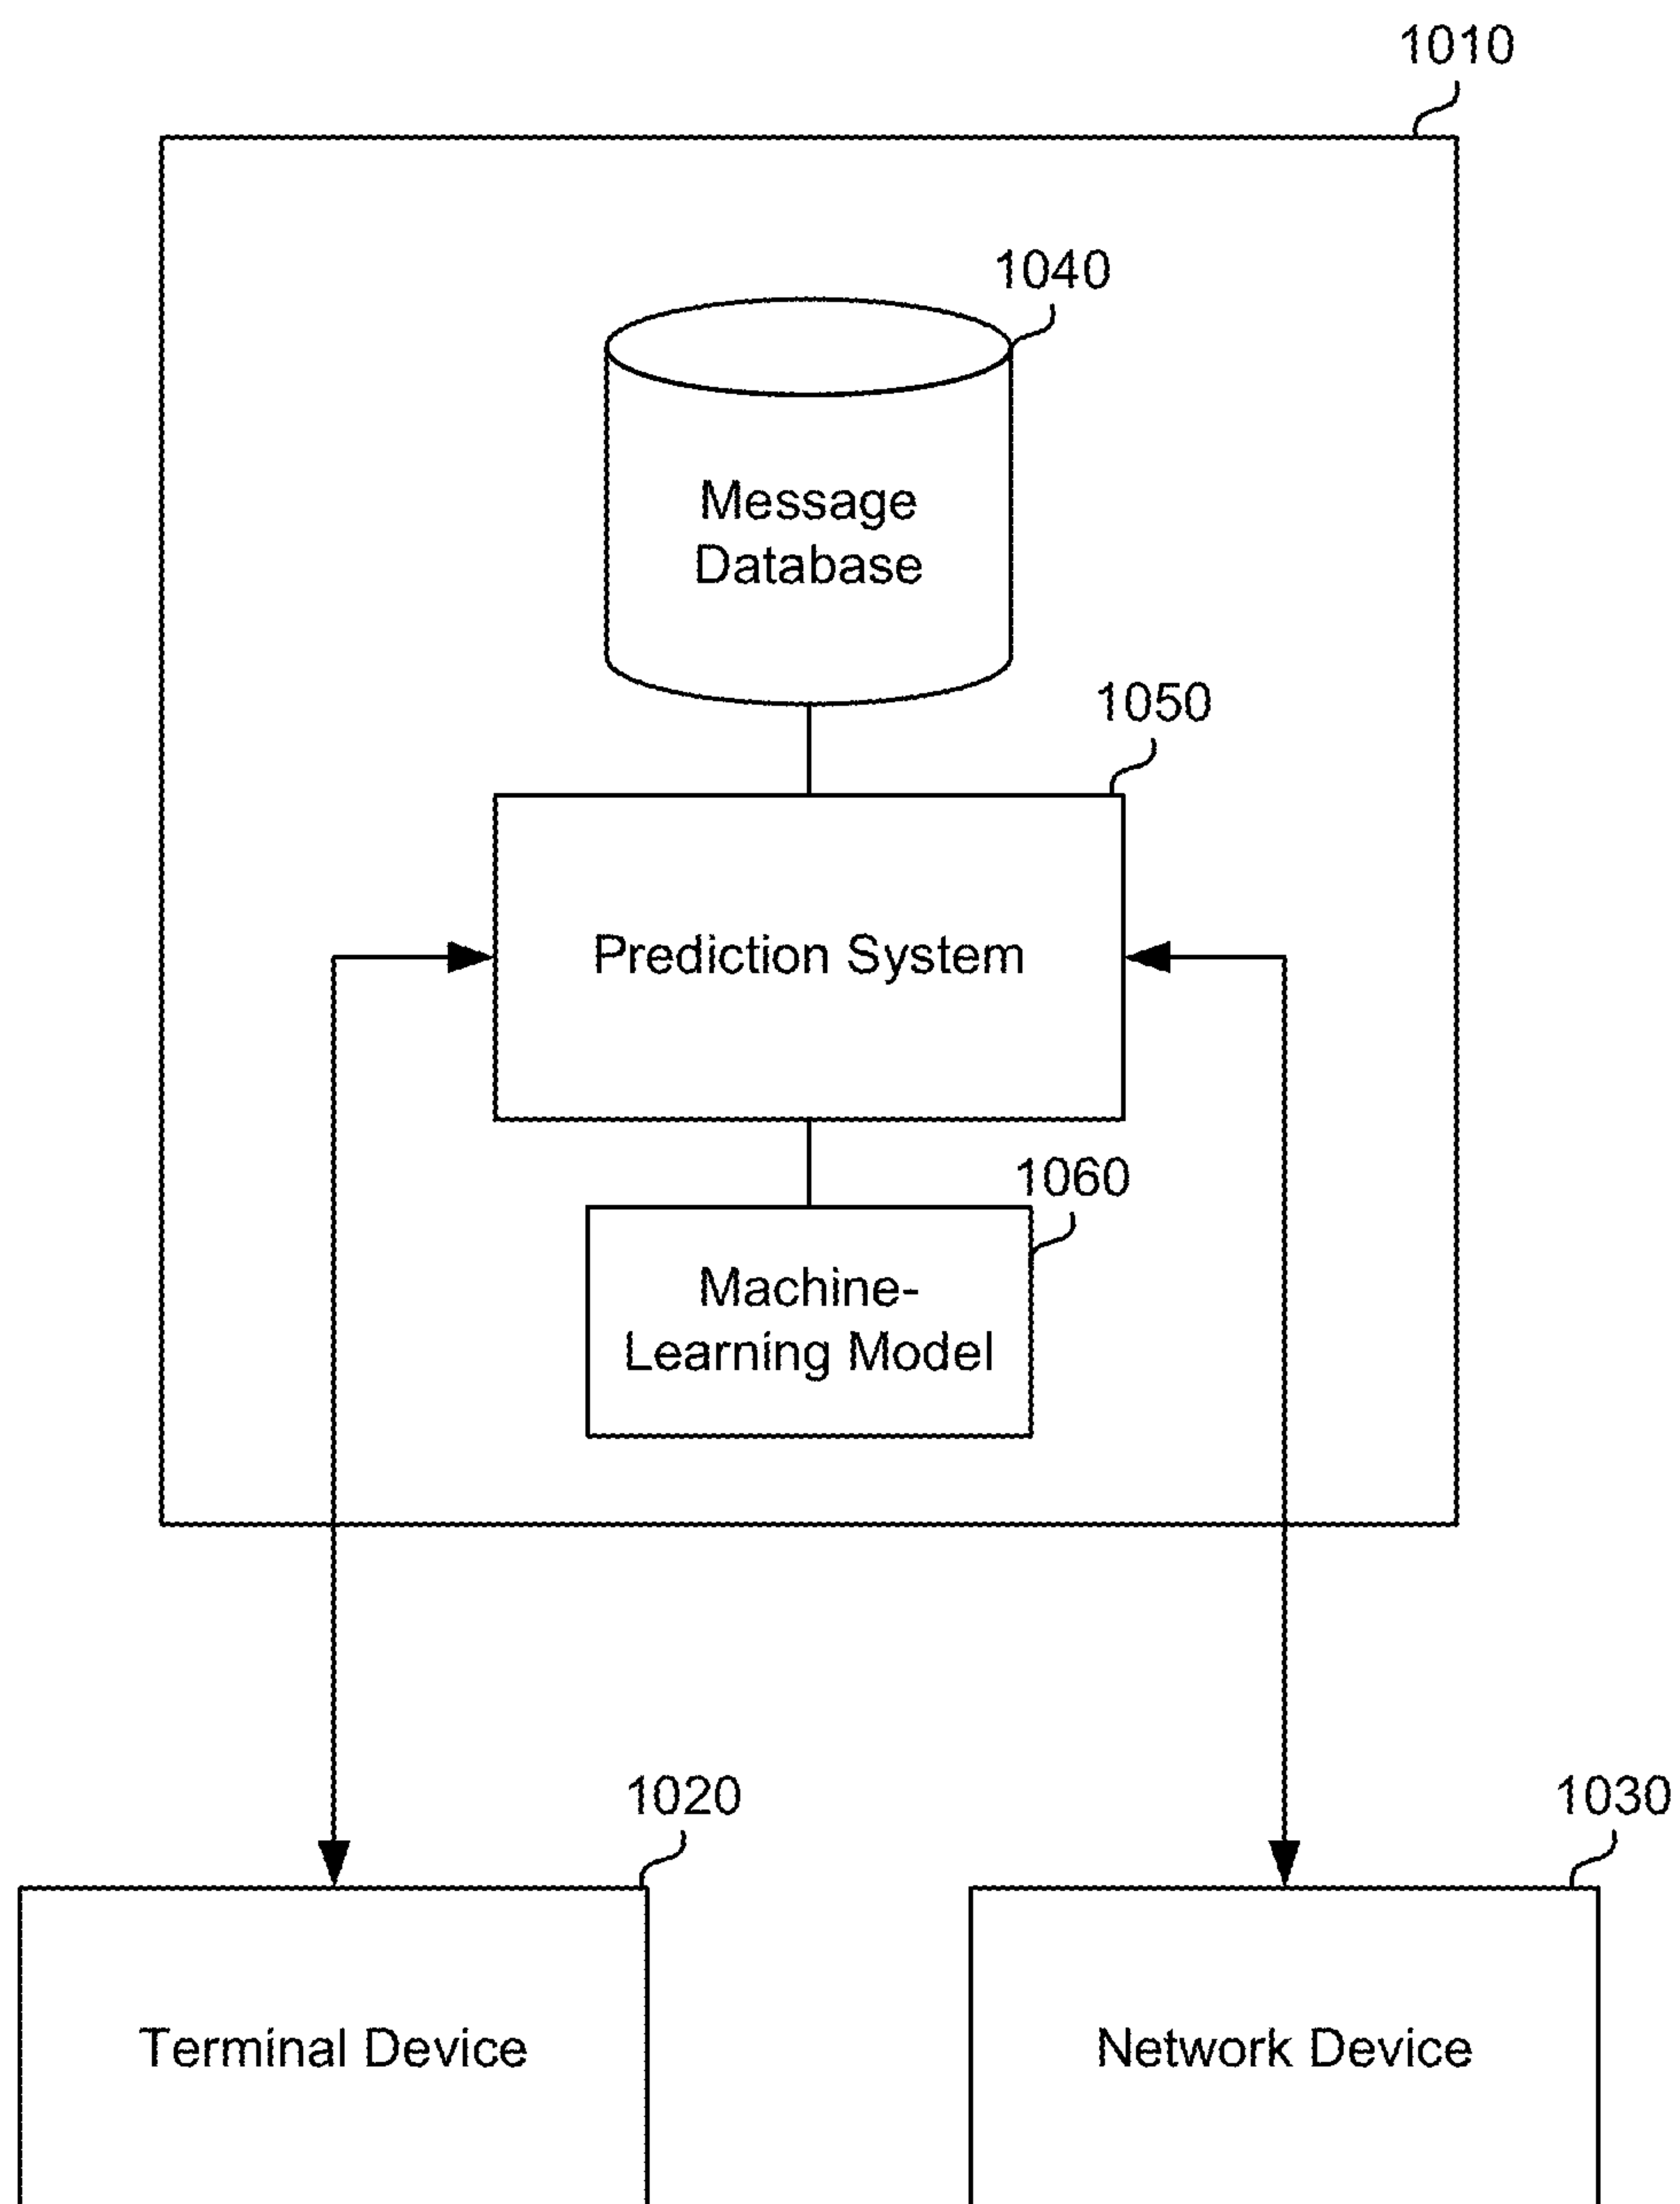 1010
1040
Message
Database
1050
Prediction System
1060
Machine-
Learning Model
1020
1030
Terminal Device
Network Device